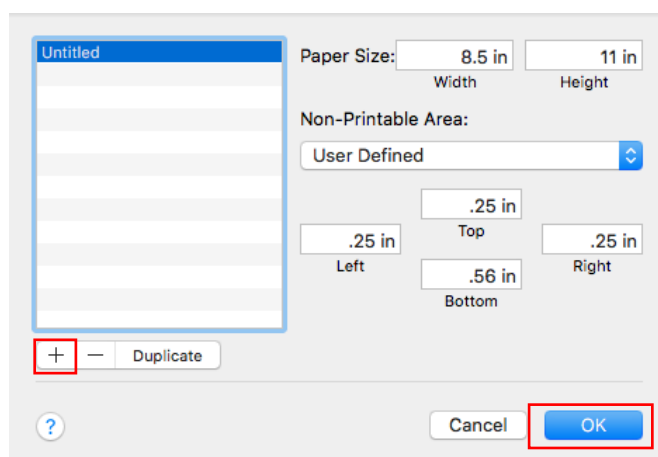 Untitled
Paper Size: 8.5 in 11 in
Width Height
Non-Printable Area:
User Defined
.25 in
Top
.25 in .25 in
Left Right
.56 in
Bottom
+ − Duplicate
? Cancel OK